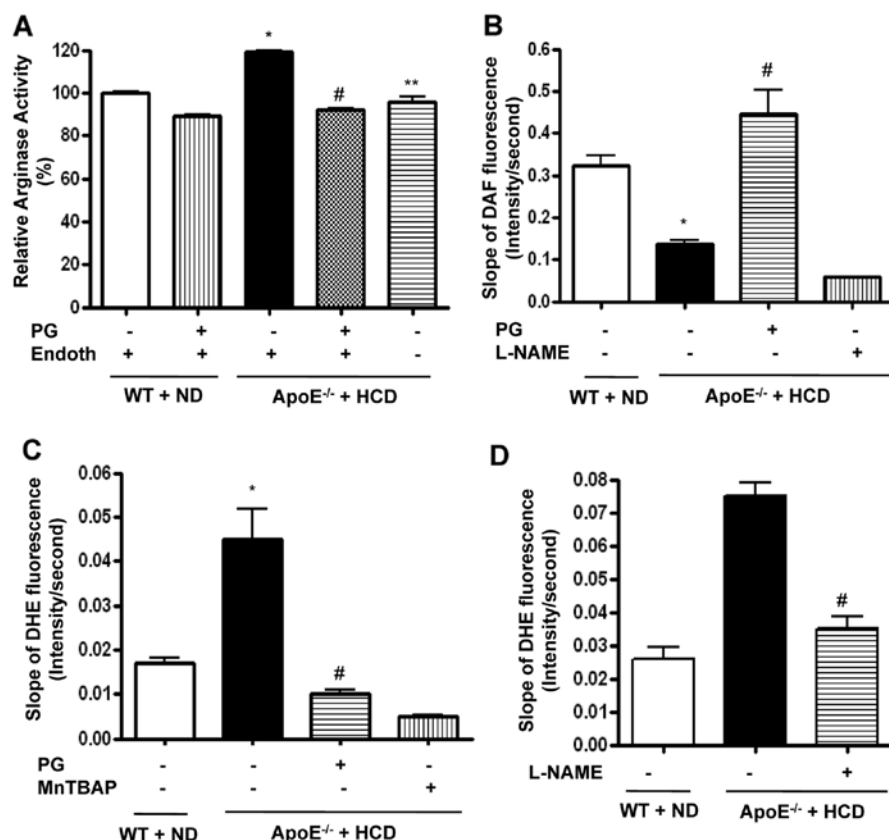 A
Relative Arginase Activity
(%)
120
100
80
60
40
20
0
*
#
**
PG - + - + -
Endoth + + + + -
WT + ND ApoE-/- + HCD
B
Slope of DAF fluorescence
(Intensity/second)
0.6
0.5
0.4
0.3
0.2
0.1
0.0
*
#
PG - - + -
L-NAME - - - +
WT + ND ApoE-/- + HCD
C
Slope of DHE fluorescence
(Intensity/second)
0.06
0.05
0.04
0.03
0.02
0.01
0.00
*
#
PG - - + -
MnTBAP - - - +
WT + ND ApoE-/- + HCD
D
Slope of DHE fluorescence
(Intensity/second)
0.08
0.07
0.06
0.05
0.04
0.03
0.02
0.01
0.00
#
L-NAME - - +
WT + ND ApoE-/- + HCD